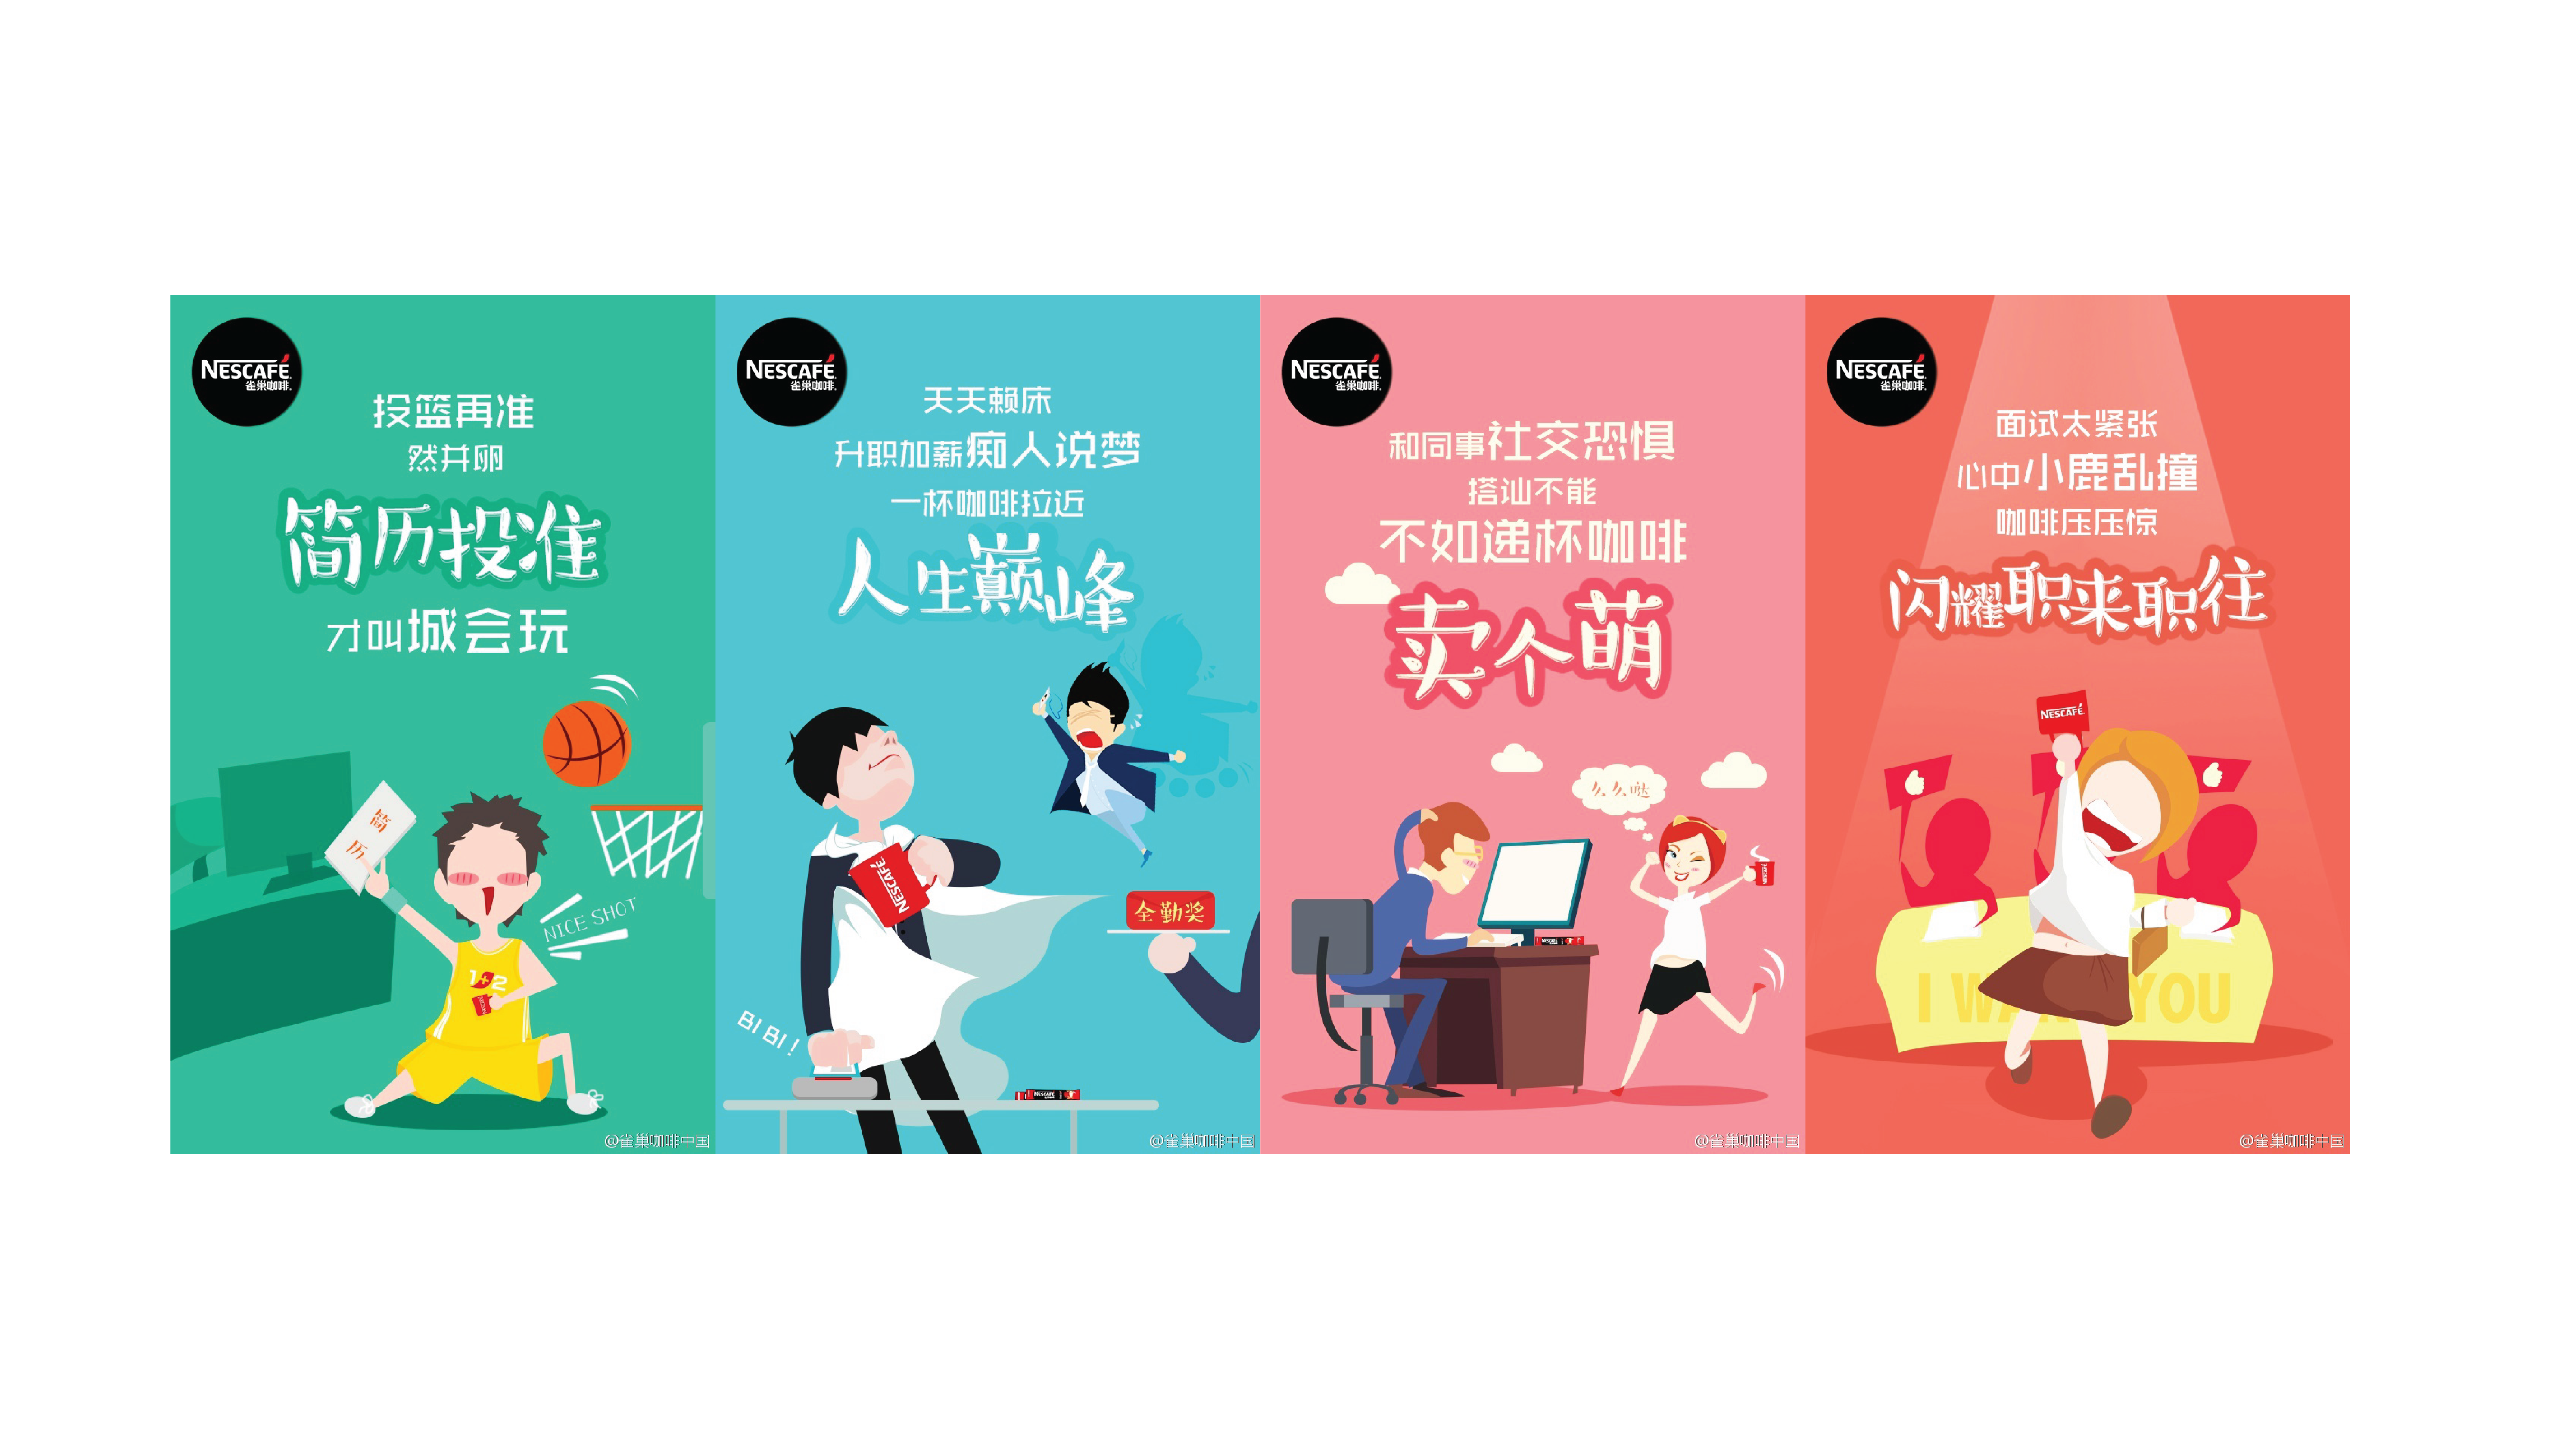 NESCAFÉ
雀巢咖啡
投篮再准
然并卵
简历投准
才叫城会玩
简历
NICE SHOT
1+2
@雀巢咖啡中国
NESCAFÉ
雀巢咖啡
天天赖床
升职加薪痴人说梦
一杯咖啡拉近
人生巅峰
NESCAFÉ
全勤奖
BI BI!
NESCAFÉ
@雀巢咖啡中国
NESCAFÉ
雀巢咖啡
和同事社交恐惧
搭讪不能
不如递杯咖啡
卖个萌
么么哒
NESCAFÉ
@雀巢咖啡中国
NESCAFÉ
雀巢咖啡
面试太紧张
心中小鹿乱撞
咖啡压压惊
闪耀职来职往
NESCAFÉ
I WANT YOU
@雀巢咖啡中国